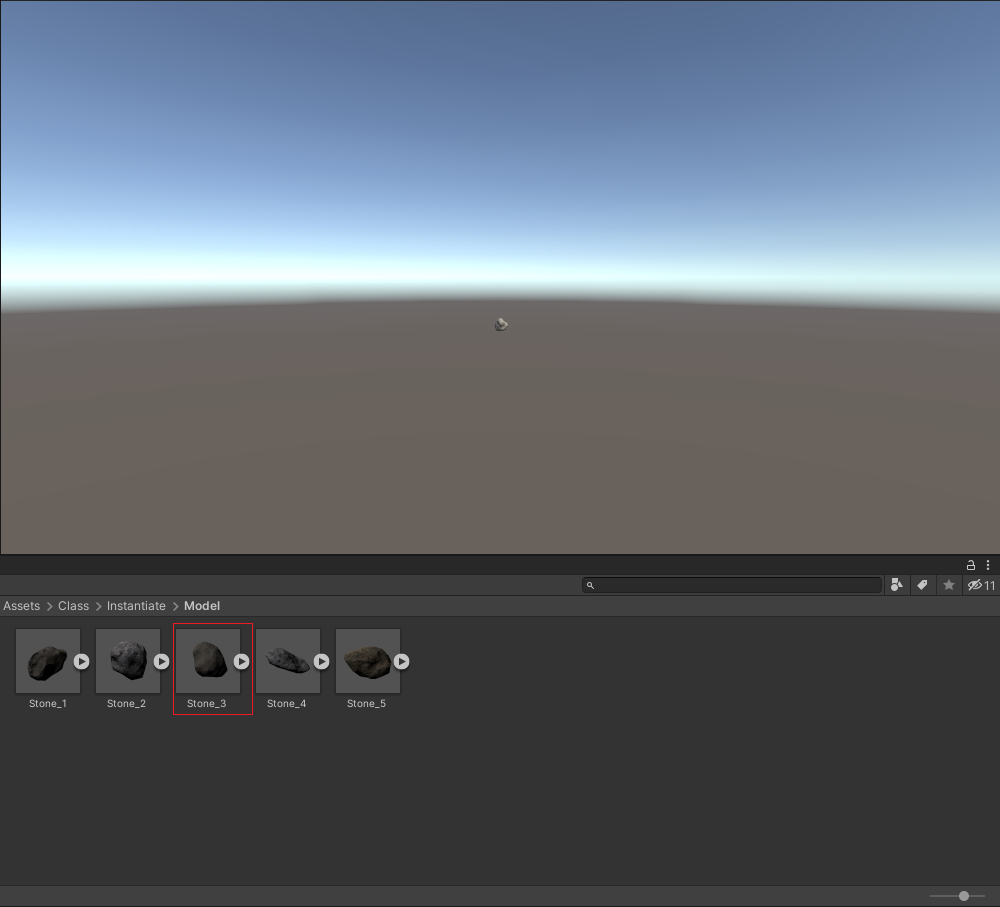 11
Assets > Class > Instantiate > Model
Stone_1 Stone_2 Stone_3 Stone_4 Stone_5